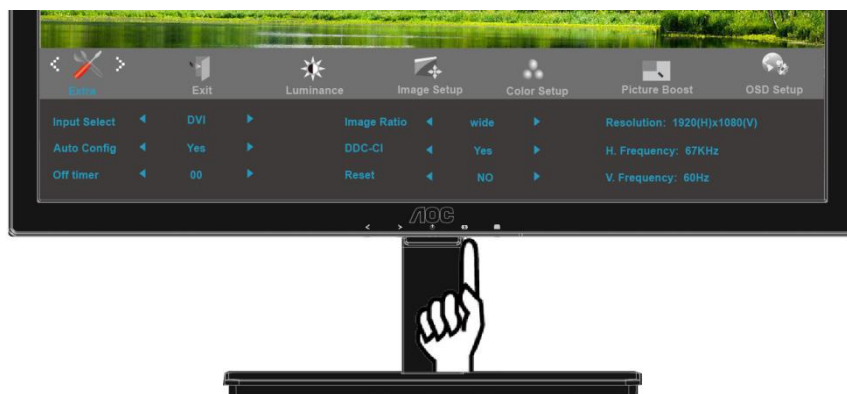 Extra Exit Luminance Image Setup Color Setup Picture Boost OSD Setup
Input Select DVI Image Ratio wide Resolution: 1920(H)x1080(V)
Auto Config Yes DDC-CI Yes H. Frequency: 67KHz
Off timer 00 Reset NO V. Frequency: 60Hz
AOC